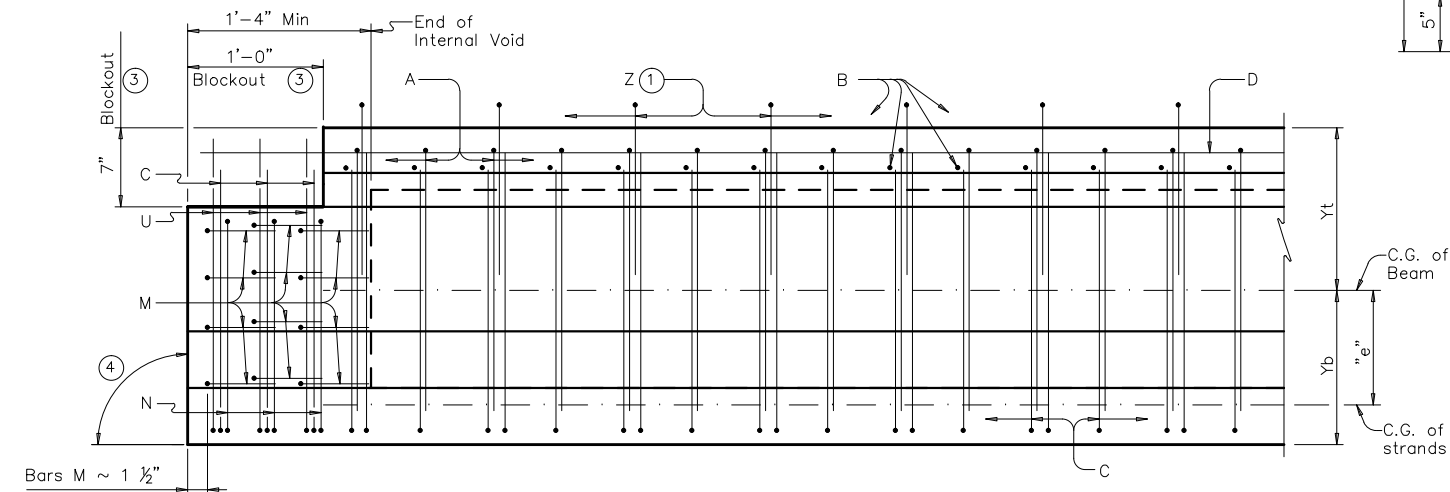 1'-4" Min
End of
Internal Void
5"
1'-0"
Blockout 3
Blockout 3
A
Z 1
B
D
7"
C
U
Yt
C.G. of
Beam
M
"e"
4
Yb
N
C.G. of
strands
C
Bars M ~ 1 ½"